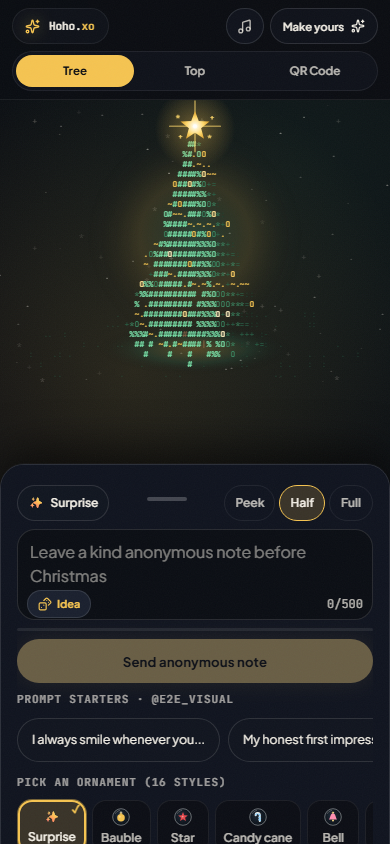 Hoho.xo
Make yours
Tree
Top
QR Code
Surprise
Peek
Half
Full
Leave a kind anonymous note before
Christmas
Idea
0/500
Send anonymous note
PROMPT STARTERS · @E2E_VISUAL
I always smile whenever you...
My honest first impres
PICK AN ORNAMENT (16 STYLES)
Surprise
Bauble
Star
Candy cane
Bell